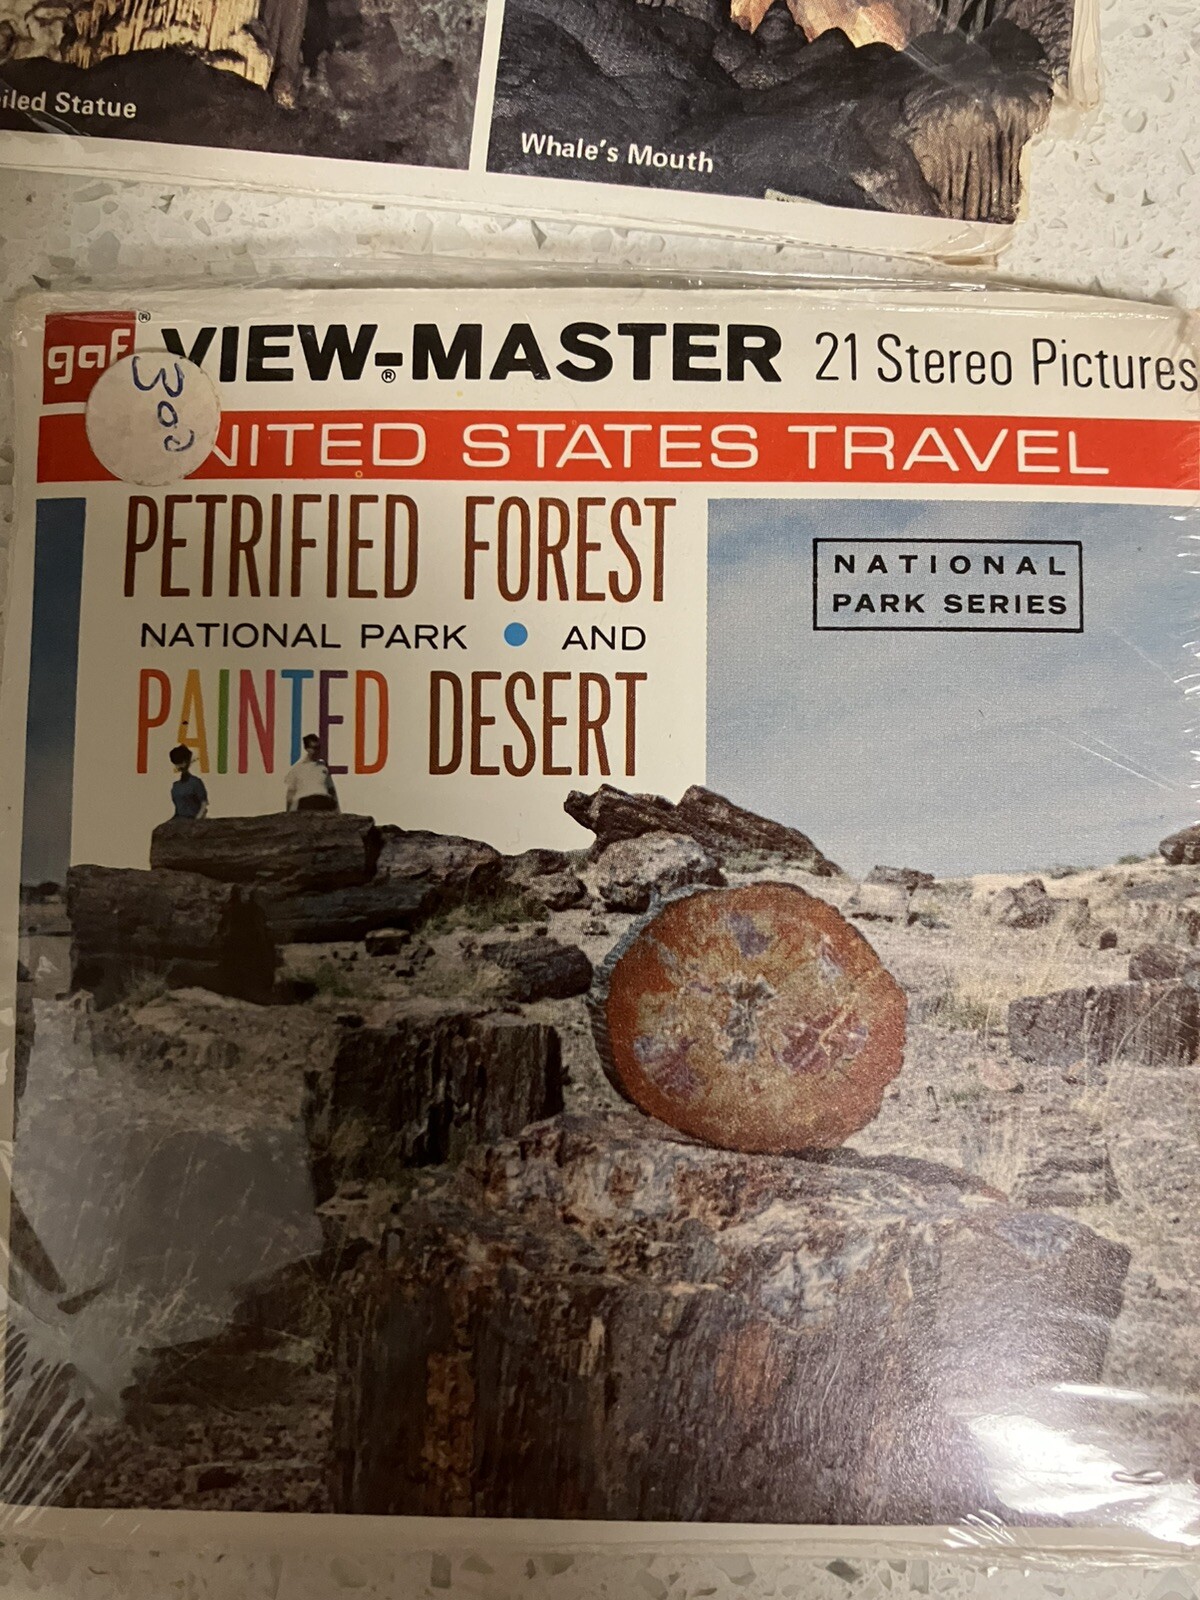 iled Statue
Whale's Mouth
gaf ® VIEW-MASTER ® 21 Stereo Pictures
300
NITED STATES TRAVEL
PETRIFIED FOREST
NATIONAL PARK • AND
PAINTED DESERT
NATIONAL
PARK SERIES